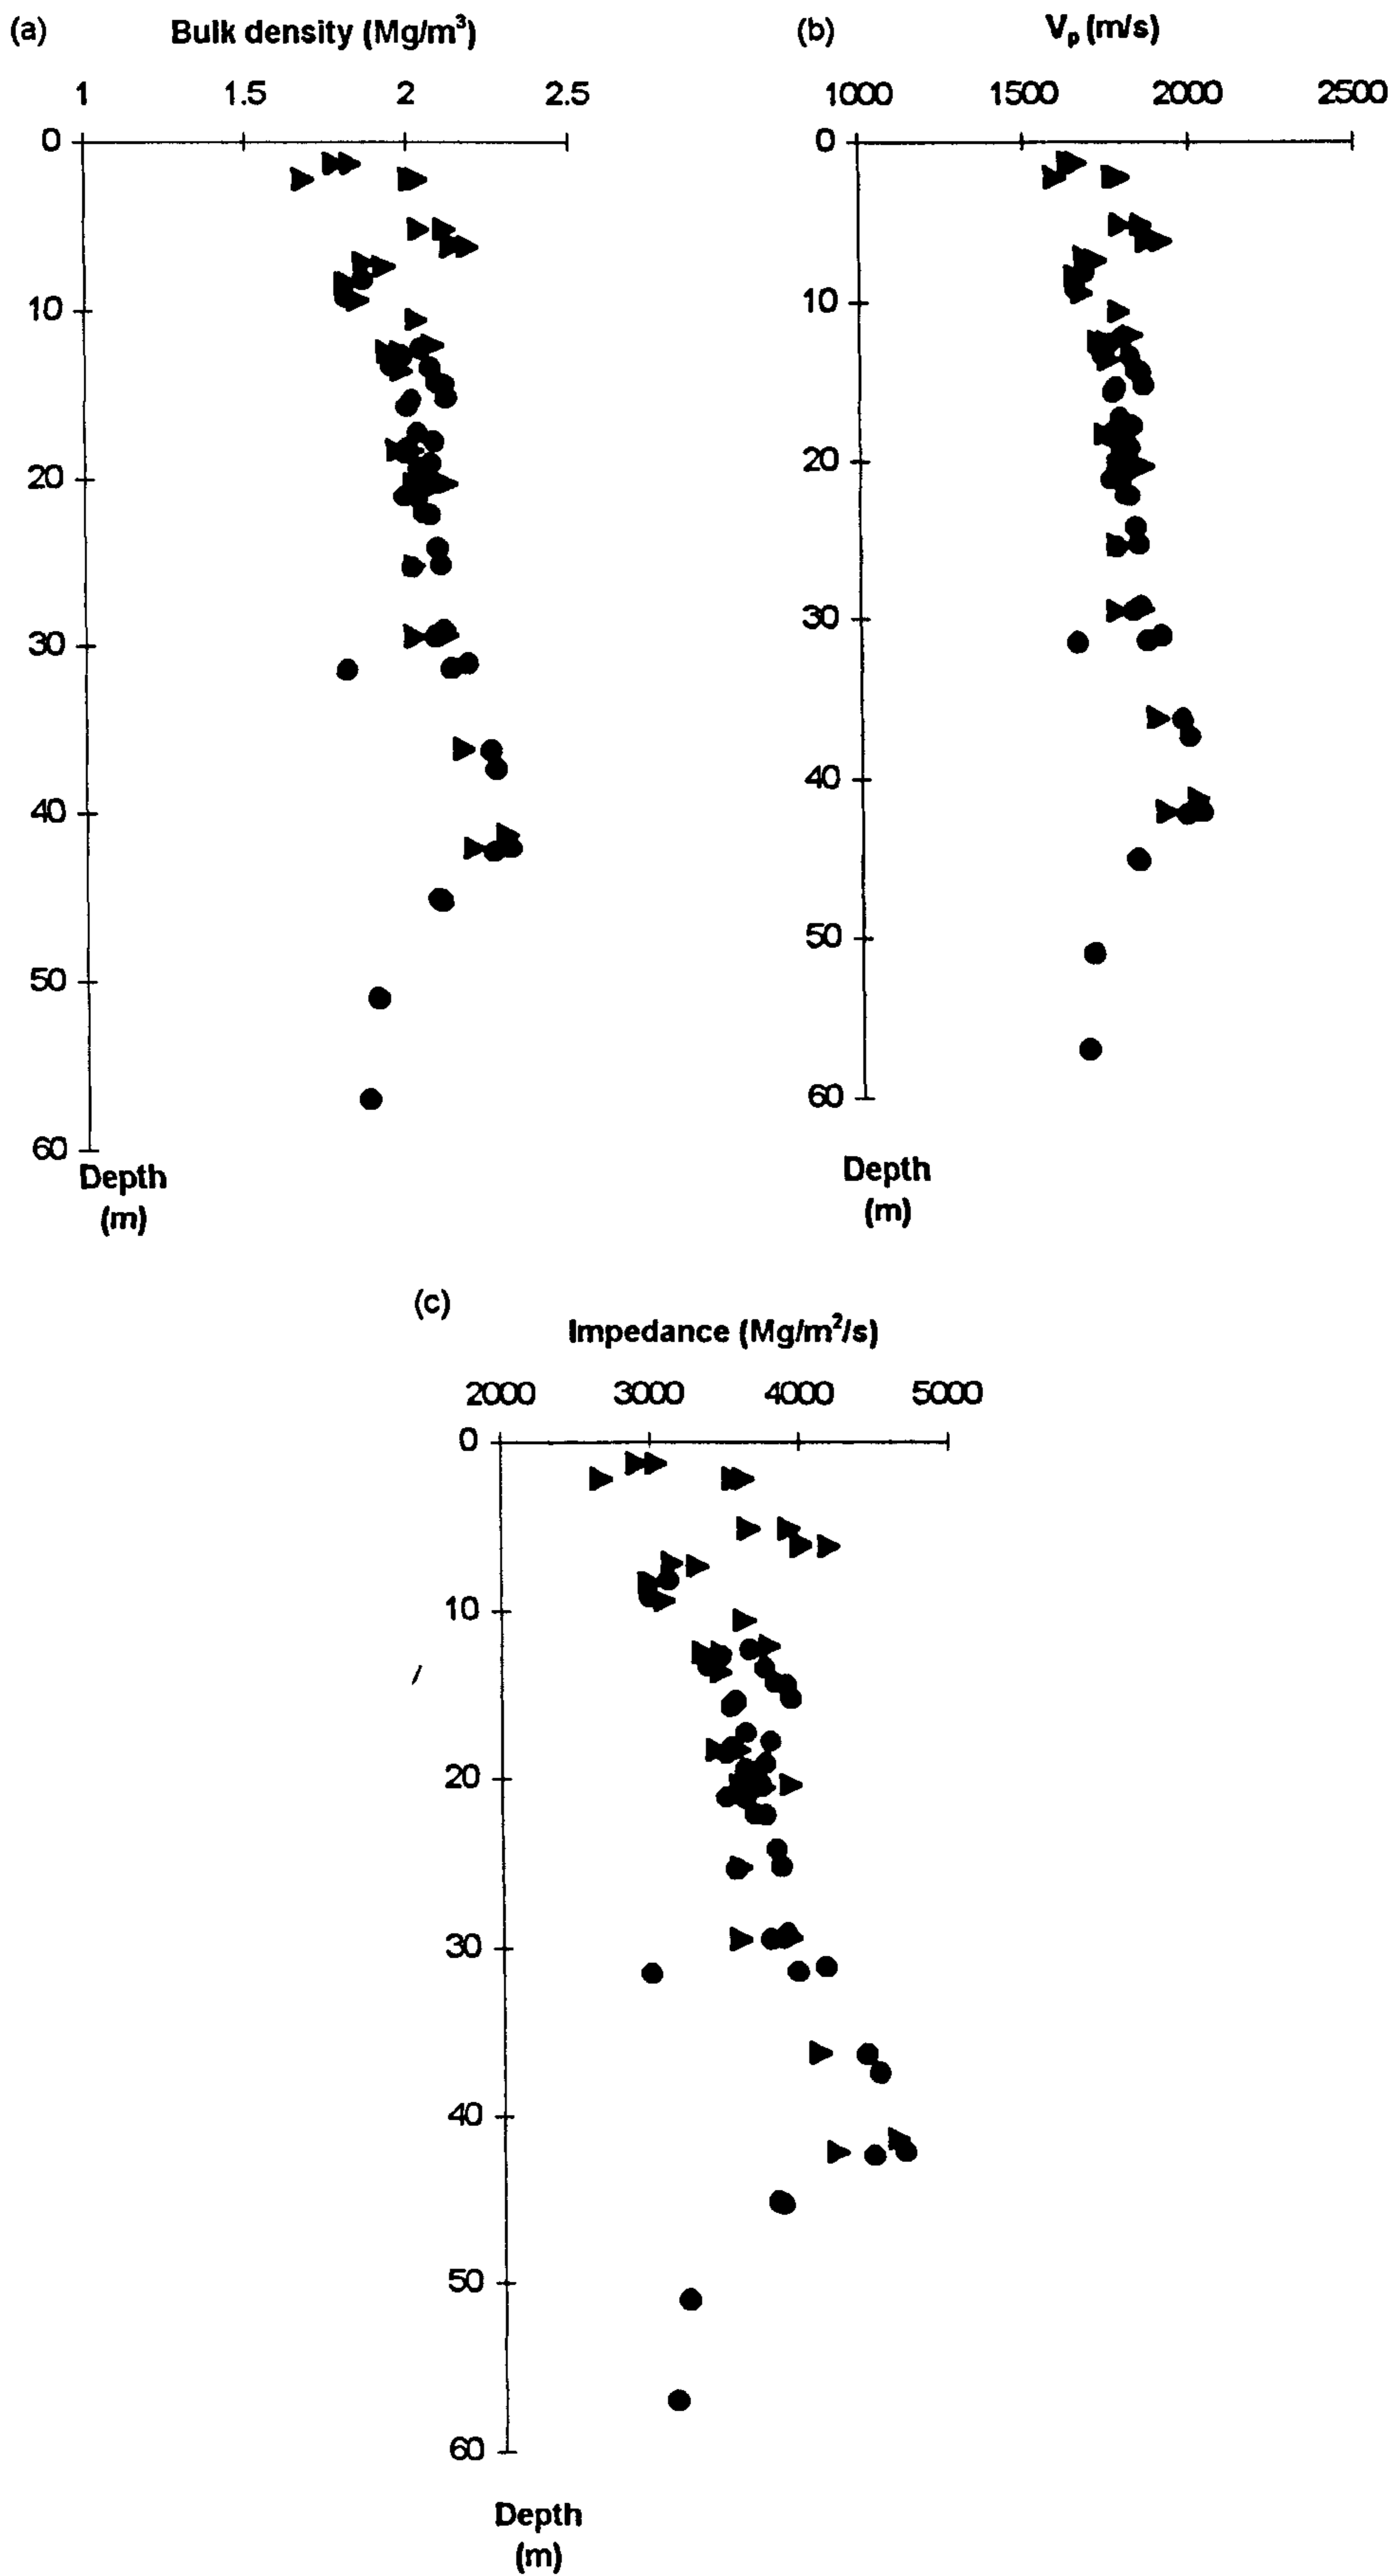 (a) Bulk density (Mg/m³)
1 1.5 2 2.5
0
10
20
30
40
50
60
Depth
(m)
(b) Vₚ (m/s)
1000 1500 2000 2500
0
10
20
30
40
50
60
Depth
(m)
(c)
Impedance (Mg/m²/s)
2000 3000 4000 5000
0
10
20
30
40
50
60
Depth
(m)